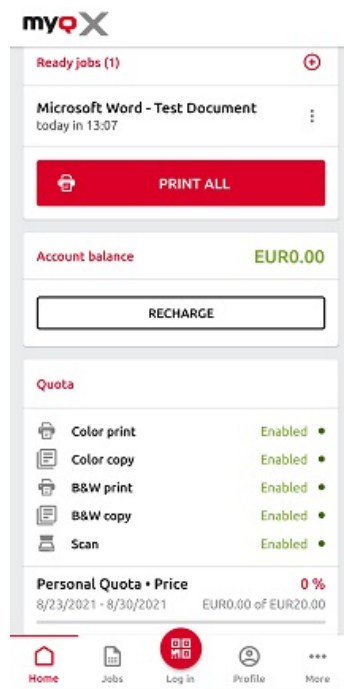 myQ X
Ready jobs (1)
Microsoft Word - Test Document
today in 13:07
PRINT ALL
Account balance EUR0.00
RECHARGE
Quota
Color print Enabled
Color copy Enabled
B&W print Enabled
B&W copy Enabled
Scan Enabled
Personal Quota • Price 0 %
8/23/2021 - 8/30/2021 EUR0.00 of EUR20.00
Home Jobs Log in Profile More